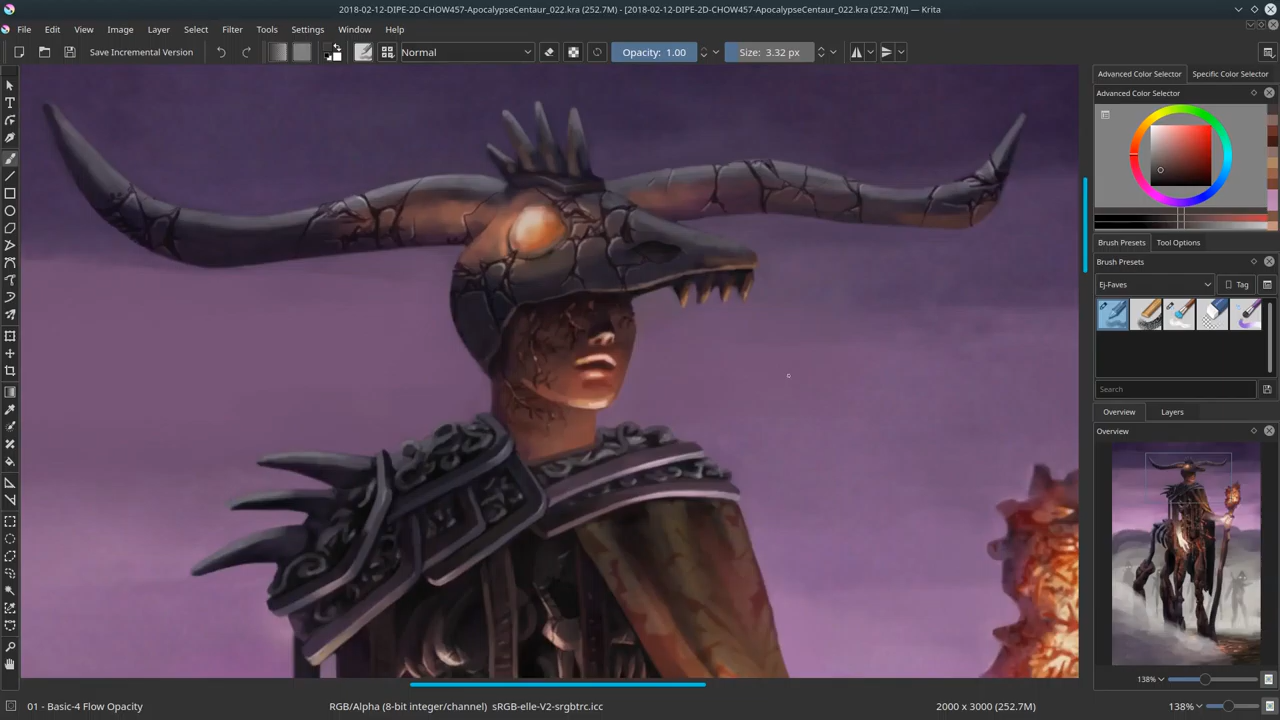 2018-02-12-DIPE-2D-CHOW457-ApocalypseCentaur_022.kra (252.7M) - [2018-02-12-DIPE-2D-CHOW457-ApocalypseCentaur_022.kra (252.7M)] — Krita
File Edit View Image Layer Select Filter Tools Settings Window Help
Save Incremental Version Normal Opacity: 1.00 Size: 3.32 px
Advanced Color Selector Specific Color Selector
Advanced Color Selector
Brush Presets Tool Options
Brush Presets
Ej-Faves Tag
Search
Overview Layers
Overview
138%
01 - Basic-4 Flow Opacity RGB/Alpha (8-bit integer/channel) sRGB-elle-V2-srgbtrc.icc 2000 x 3000 (252.7M) 138%